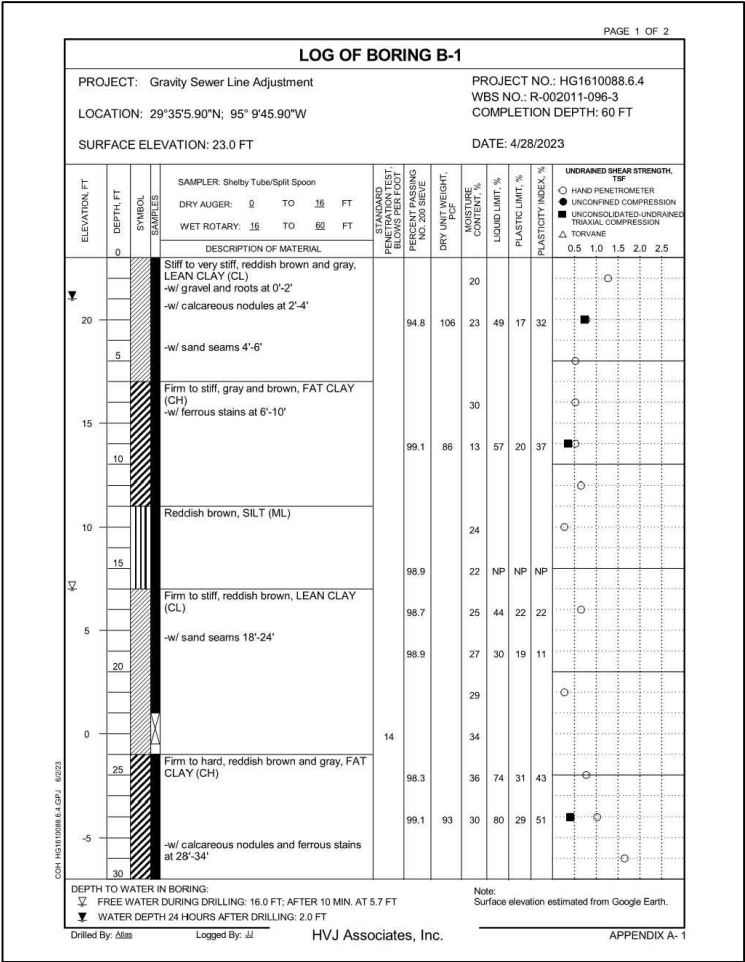 PAGE 1 OF 2
LOG OF BORING B-1
PROJECT: Gravity Sewer Line Adjustment
PROJECT NO.: HG1610088.6.4
WBS NO.: R-002011-096-3
LOCATION: 29°35'5.90"N; 95° 9'45.90"W
COMPLETION DEPTH: 60 FT
SURFACE ELEVATION: 23.0 FT
DATE: 4/28/2023
ELEVATION, FT
DEPTH, FT
SYMBOL
SAMPLES
SAMPLER: Shelby Tube/Split Spoon
DRY AUGER: 0 TO 16 FT
WET ROTARY: 16 TO 60 FT
DESCRIPTION OF MATERIAL
STANDARD PENETRATION TEST, BLOWS PER FOOT
PERCENT PASSING NO. 200 SIEVE
DRY UNIT WEIGHT, PCF
MOISTURE CONTENT, %
LIQUID LIMIT, %
PLASTIC LIMIT, %
PLASTICITY INDEX, %
UNDRAINED SHEAR STRENGTH, TSF
HAND PENETROMETER
UNCONFINED COMPRESSION
UNCONSOLIDATED-UNDRAINED
TRIAXIAL COMPRESSION
TORVANE
0.5 1.0 1.5 2.0 2.5
0
Stiff to very stiff, reddish brown and gray,
LEAN CLAY (CL)
-w/ gravel and roots at 0'-2'
20
-w/ calcareous nodules at 2'-4'
20
94.8 106 23 49 17 32
-w/ sand seams 4'-6'
5
Firm to stiff, gray and brown, FAT CLAY
(CH)
-w/ ferrous stains at 6'-10'
30
15
99.1 86 13 57 20 37
10
Reddish brown, SILT (ML)
10
24
15
98.9 22 NP NP NP
Firm to stiff, reddish brown, LEAN CLAY
(CL)
98.7 25 44 22 22
5
-w/ sand seams 18'-24'
98.9 27 30 19 11
20
29
0
14 34
Firm to hard, reddish brown and gray, FAT
CLAY (CH)
25
98.3 36 74 31 43
99.1 93 30 80 29 51
-5
-w/ calcareous nodules and ferrous stains
at 28'-34'
30
COH HG1610088.6.4.GPJ 6/2/23
DEPTH TO WATER IN BORING:
FREE WATER DURING DRILLING: 16.0 FT; AFTER 10 MIN. AT 5.7 FT
WATER DEPTH 24 HOURS AFTER DRILLING: 2.0 FT
Note:
Surface elevation estimated from Google Earth.
Drilled By: Atlas
Logged By: JJ
HVJ Associates, Inc.
APPENDIX A- 1